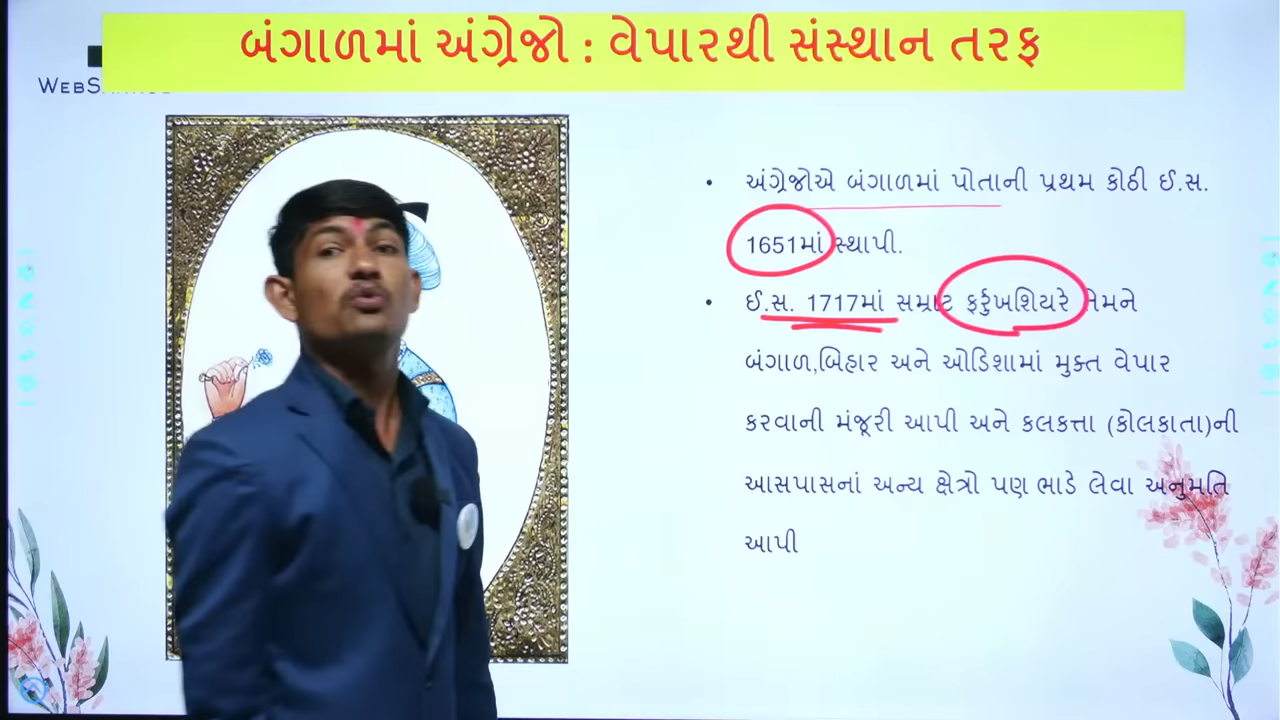 બંગાળમાં અંગ્રેજો : વેપારથી સંસ્થાન તરફ
અંગ્રેજોએ બંગાળમાં પોતાની પ્રથમ કોઠી ઈ.સ.
1651માં સ્થાપી.
ઈ.સ. 1717માં સમ્રાટ ફર્રુખશિયરે તેમને
બંગાળ,બિહાર અને ઓડિશામાં મુક્ત વેપાર
કરવાની મંજૂરી આપી અને કલકત્તા (કોલકાતા)ની
આસપાસનાં અન્ય ક્ષેત્રો પણ ભાડે લેવા અનુમતિ
આપી